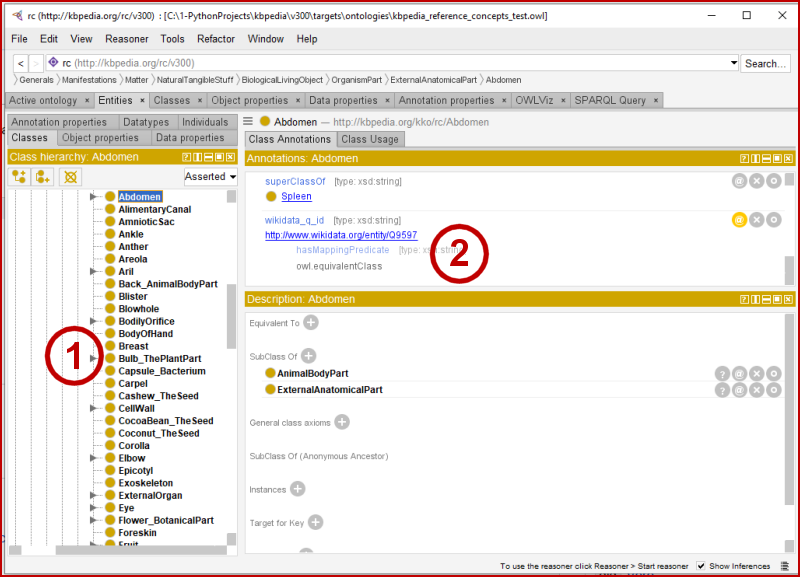 rc (http://kbpedia.org/rc/v300) : [C:\1-PythonProjects\kbpedia\v300\targets\ontologies\kbpedia_reference_concepts_test.owl]
File Edit View Reasoner Tools Refactor Window Help
< > rc (http://kbpedia.org/rc/v300) Search...
Generals Manifestations Matter NaturalTangibleStuff BiologicalLivingObject OrganismPart ExternalAnatomicalPart Abdomen
Active ontology × Entities × Classes × Object properties × Data properties × Annotation properties × OWLViz × SPARQL Query ×
Annotation properties Datatypes Individuals
Classes Object properties Data properties
Class hierarchy: Abdomen
Asserted
Abdomen
AlimentaryCanal
AmnioticSac
Ankle
Anther
Areola
Aril
Back_AnimalBodyPart
Blister
Blowhole
BodilyOrifice
BodyOfHand
Breast
Bulb_ThePlantPart
Capsule_Bacterium
Carpel
Cashew_TheSeed
CellWall
CocoaBean_TheSeed
Coconut_TheSeed
Corolla
Elbow
Epicotyl
Exoskeleton
ExternalOrgan
Eye
Flower_BotanicalPart
Foreskin
Fruit
1
Abdomen — http://kbpedia.org/kko/rc/Abdomen
Class Annotations Class Usage
Annotations: Abdomen
superClassOf [type: xsd:string]
Spleen
wikidata_q_id [type: xsd:string]
http://www.wikidata.org/entity/Q9597
hasMappingPredicate [type: xsd:string]
owl.equivalentClass
2
Description: Abdomen
Equivalent To
SubClass Of
AnimalBodyPart
ExternalAnatomicalPart
General class axioms
SubClass Of (Anonymous Ancestor)
Instances
Target for Key
To use the reasoner click Reasoner > Start reasoner Show Inferences